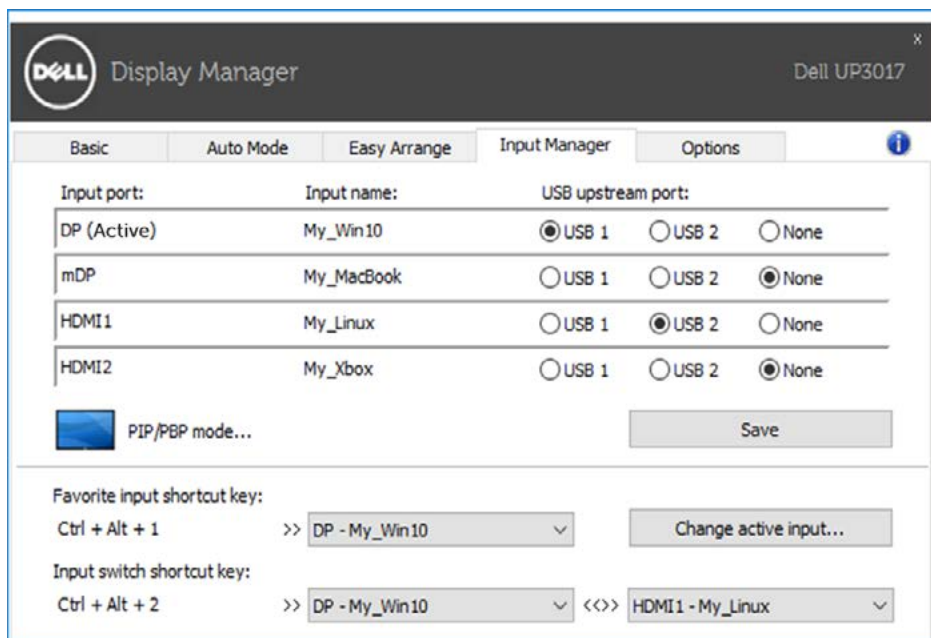 x
DELL Display Manager Dell UP3017
Basic Auto Mode Easy Arrange Input Manager Options i
Input port: Input name: USB upstream port:
DP (Active) My_Win10 USB 1 USB 2 None
mDP My_MacBook USB 1 USB 2 None
HDMI1 My_Linux USB 1 USB 2 None
HDMI2 My_Xbox USB 1 USB 2 None
PIP/PBP mode... Save
Favorite input shortcut key:
Ctrl + Alt + 1 >> DP - My_Win10 Change active input...
Input switch shortcut key:
Ctrl + Alt + 2 >> DP - My_Win10 <<>> HDMI1 - My_Linux